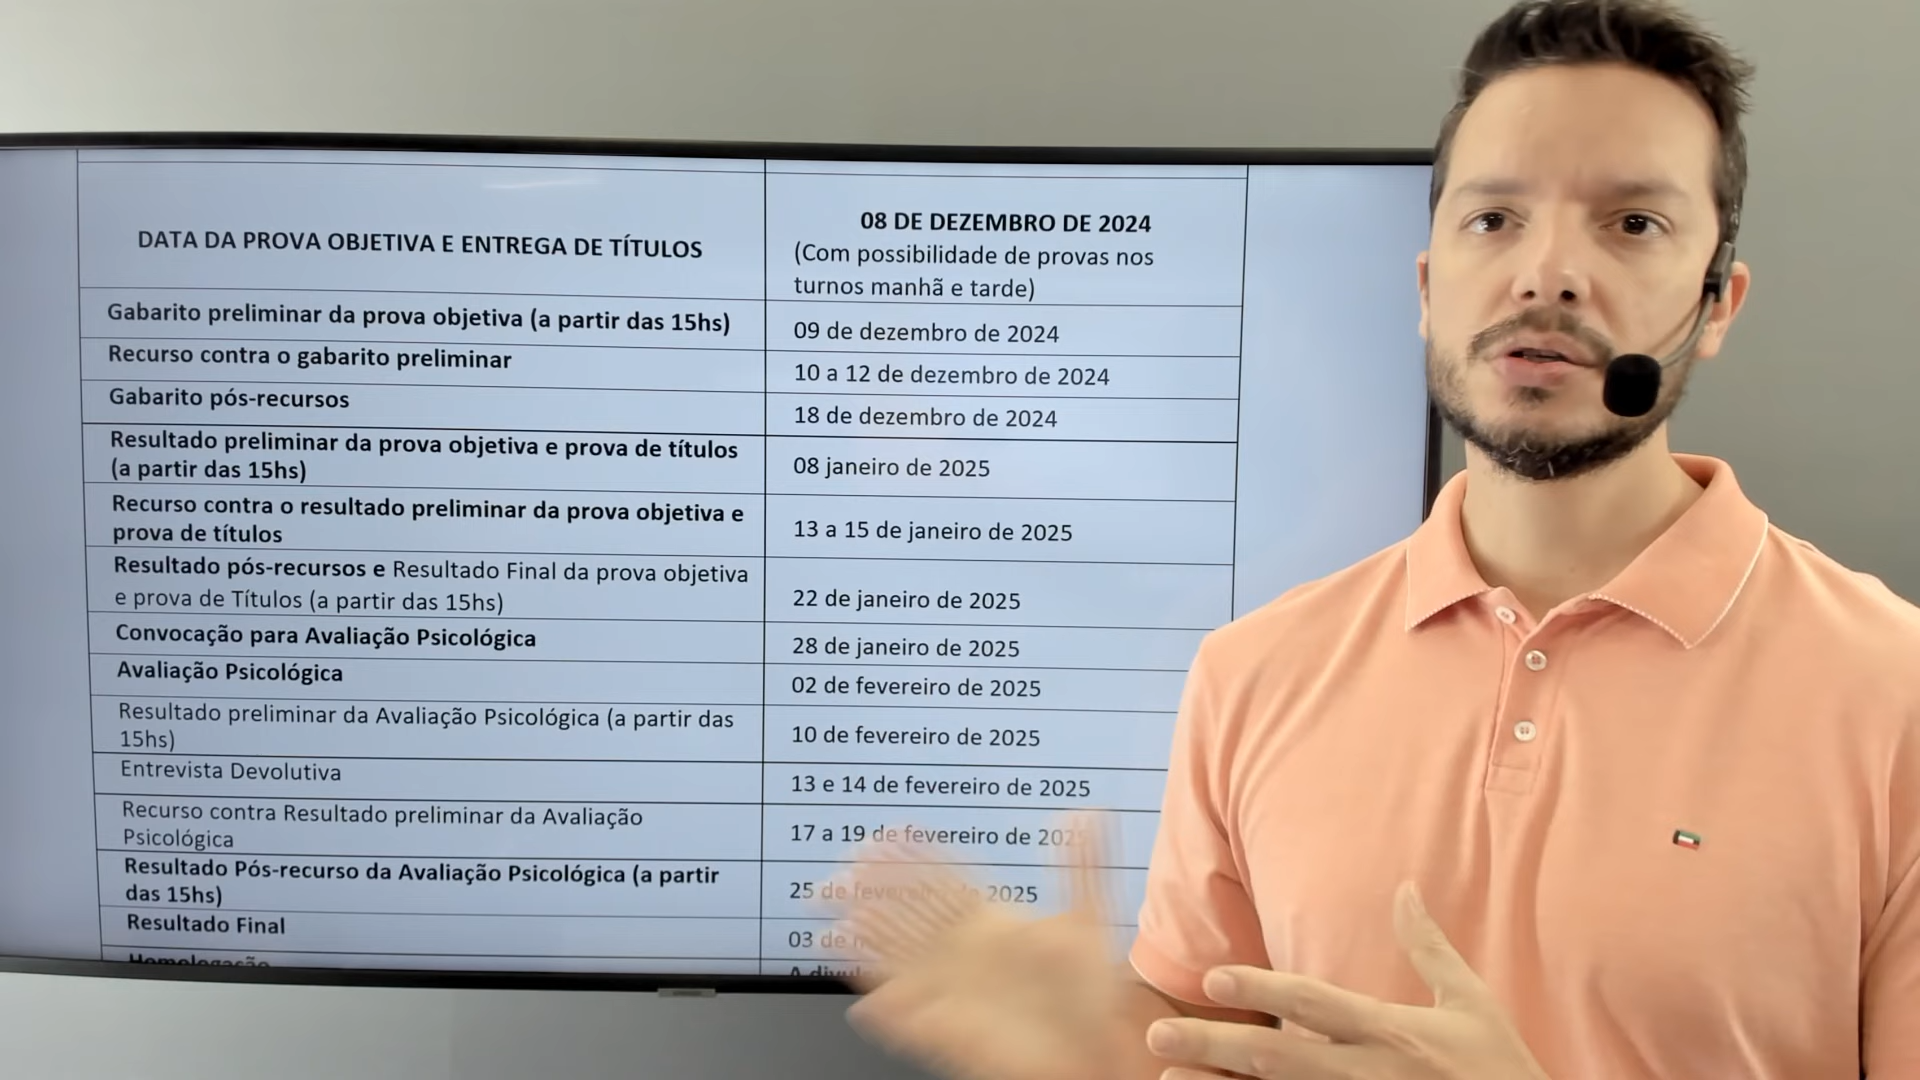 DATA DA PROVA OBJETIVA E ENTREGA DE TÍTULOS
08 DE DEZEMBRO DE 2024
(Com possibilidade de provas nos
turnos manhã e tarde)
Gabarito preliminar da prova objetiva (a partir das 15hs)
09 de dezembro de 2024
Recurso contra o gabarito preliminar
10 a 12 de dezembro de 2024
Gabarito pós-recursos
18 de dezembro de 2024
Resultado preliminar da prova objetiva e prova de títulos
(a partir das 15hs)
08 janeiro de 2025
Recurso contra o resultado preliminar da prova objetiva e
prova de títulos
13 a 15 de janeiro de 2025
Resultado pós-recursos e Resultado Final da prova objetiva
e prova de Títulos (a partir das 15hs)
22 de janeiro de 2025
Convocação para Avaliação Psicológica
28 de janeiro de 2025
Avaliação Psicológica
02 de fevereiro de 2025
Resultado preliminar da Avaliação Psicológica (a partir das
15hs)
10 de fevereiro de 2025
Entrevista Devolutiva
13 e 14 de fevereiro de 2025
Recurso contra Resultado preliminar da Avaliação
Psicológica
17 a 19 de fevereiro de 2025
Resultado Pós-recurso da Avaliação Psicológica (a partir
das 15hs)
25 de fevereiro de 2025
Resultado Final
03 de
Homologação
A